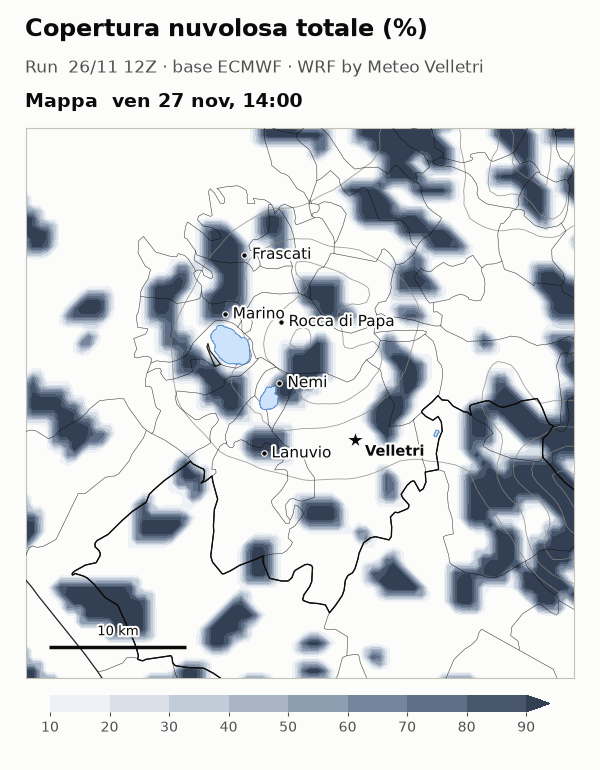 Copertura nuvolosa totale (%)
Run  26/11 12Z · base ECMWF · WRF by Meteo Velletri
Mappa  ven 27 nov, 14:00
Frascati
Marino
Rocca di Papa
Nemi
Velletri
Lanuvio
10 km
10 20 30 40 50 60 70 80 90